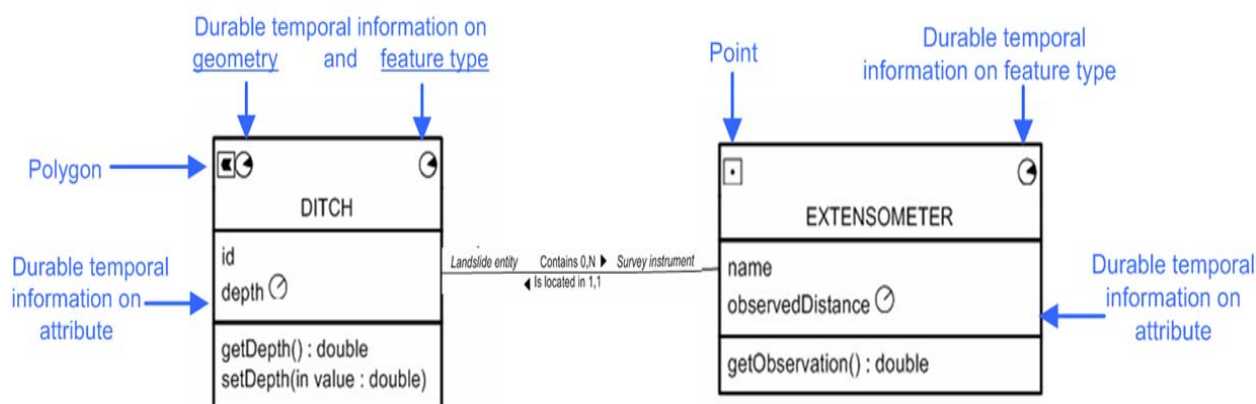 Durable temporal information on
geometry and feature type
Polygon
Durable temporal
information on
attribute
DITCH
id
depth
getDepth() : double
setDepth(in value : double)
Landslide entity Contains 0,N Survey instrument
Is located in 1,1
Point
Durable temporal
information on feature type
EXTENSOMETER
name
observedDistance
getObservation() : double
Durable temporal
information on
attribute